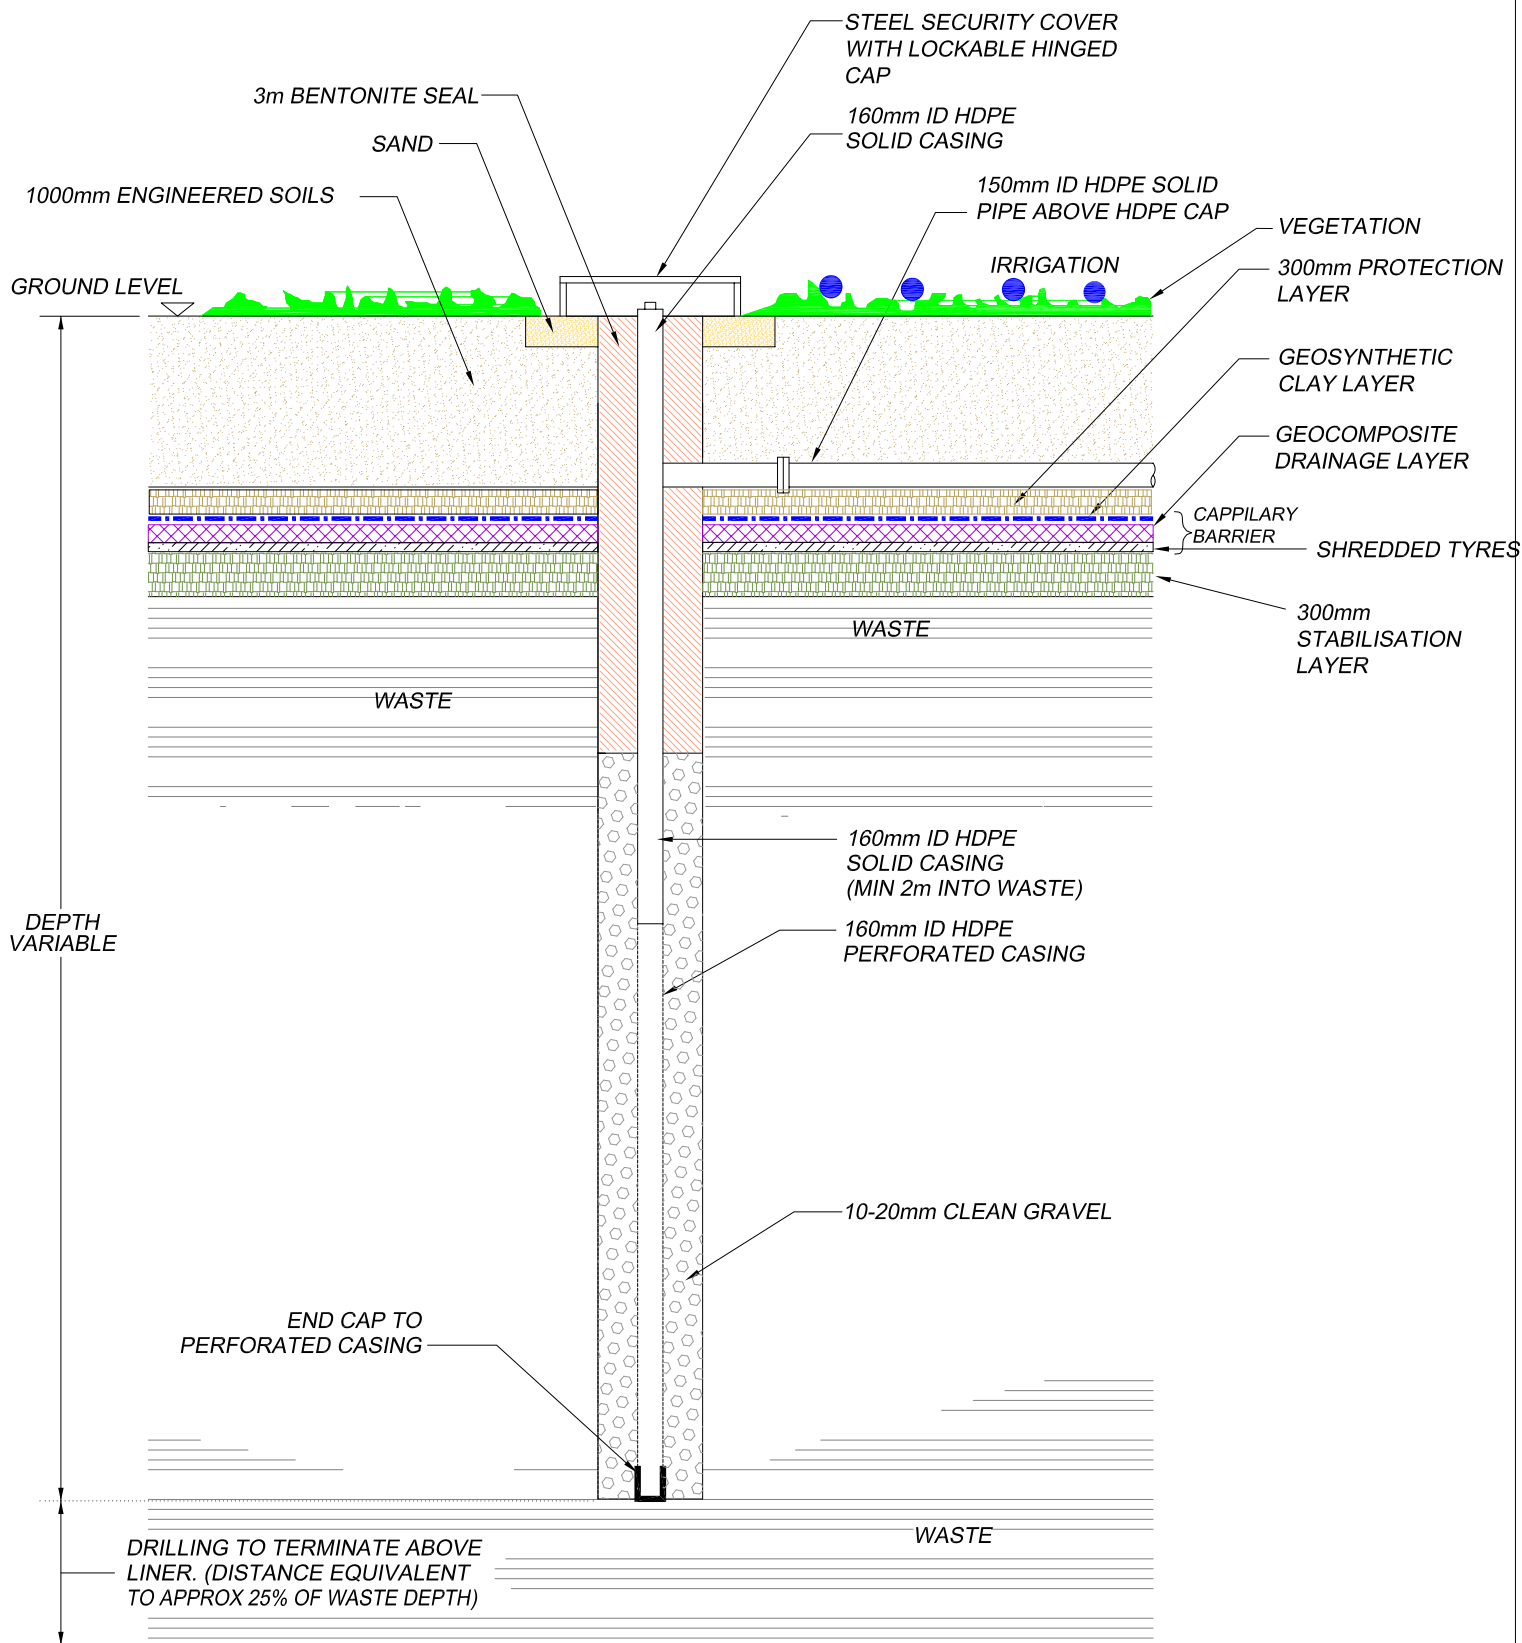 STEEL SECURITY COVER
WITH LOCKABLE HINGED
CAP
3m BENTONITE SEAL
160mm ID HDPE
SOLID CASING
SAND
1000mm ENGINEERED SOILS
150mm ID HDPE SOLID
PIPE ABOVE HDPE CAP
VEGETATION
IRRIGATION
300mm PROTECTION
LAYER
GROUND LEVEL
GEOSYNTHETIC
CLAY LAYER
GEOCOMPOSITE
DRAINAGE LAYER
CAPPILARY
BARRIER
SHREDDED TYRES
300mm
STABILISATION
LAYER
WASTE
WASTE
160mm ID HDPE
SOLID CASING
(MIN 2m INTO WASTE)
DEPTH
VARIABLE
160mm ID HDPE
PERFORATED CASING
10-20mm CLEAN GRAVEL
END CAP TO
PERFORATED CASING
WASTE
DRILLING TO TERMINATE ABOVE
LINER. (DISTANCE EQUIVALENT
TO APPROX 25% OF WASTE DEPTH)